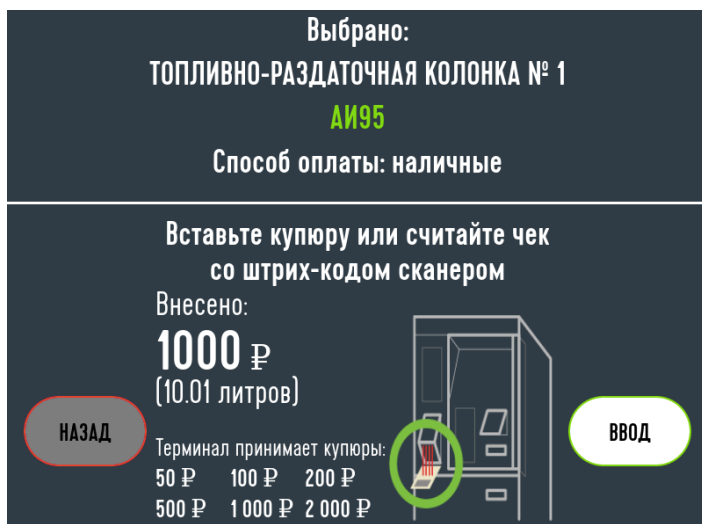 Выбрано:
ТОПЛИВНО-РАЗДАТОЧНАЯ КОЛОНКА № 1
АИ95
Способ оплаты: наличные
Вставьте купюру или считайте чек
со штрих-кодом сканером
Внесено:
1000 ₽
(10.01 литров)
НАЗАД
ВВОД
Терминал принимает купюры:
50 ₽ 100 ₽ 200 ₽
500 ₽ 1 000 ₽ 2 000 ₽